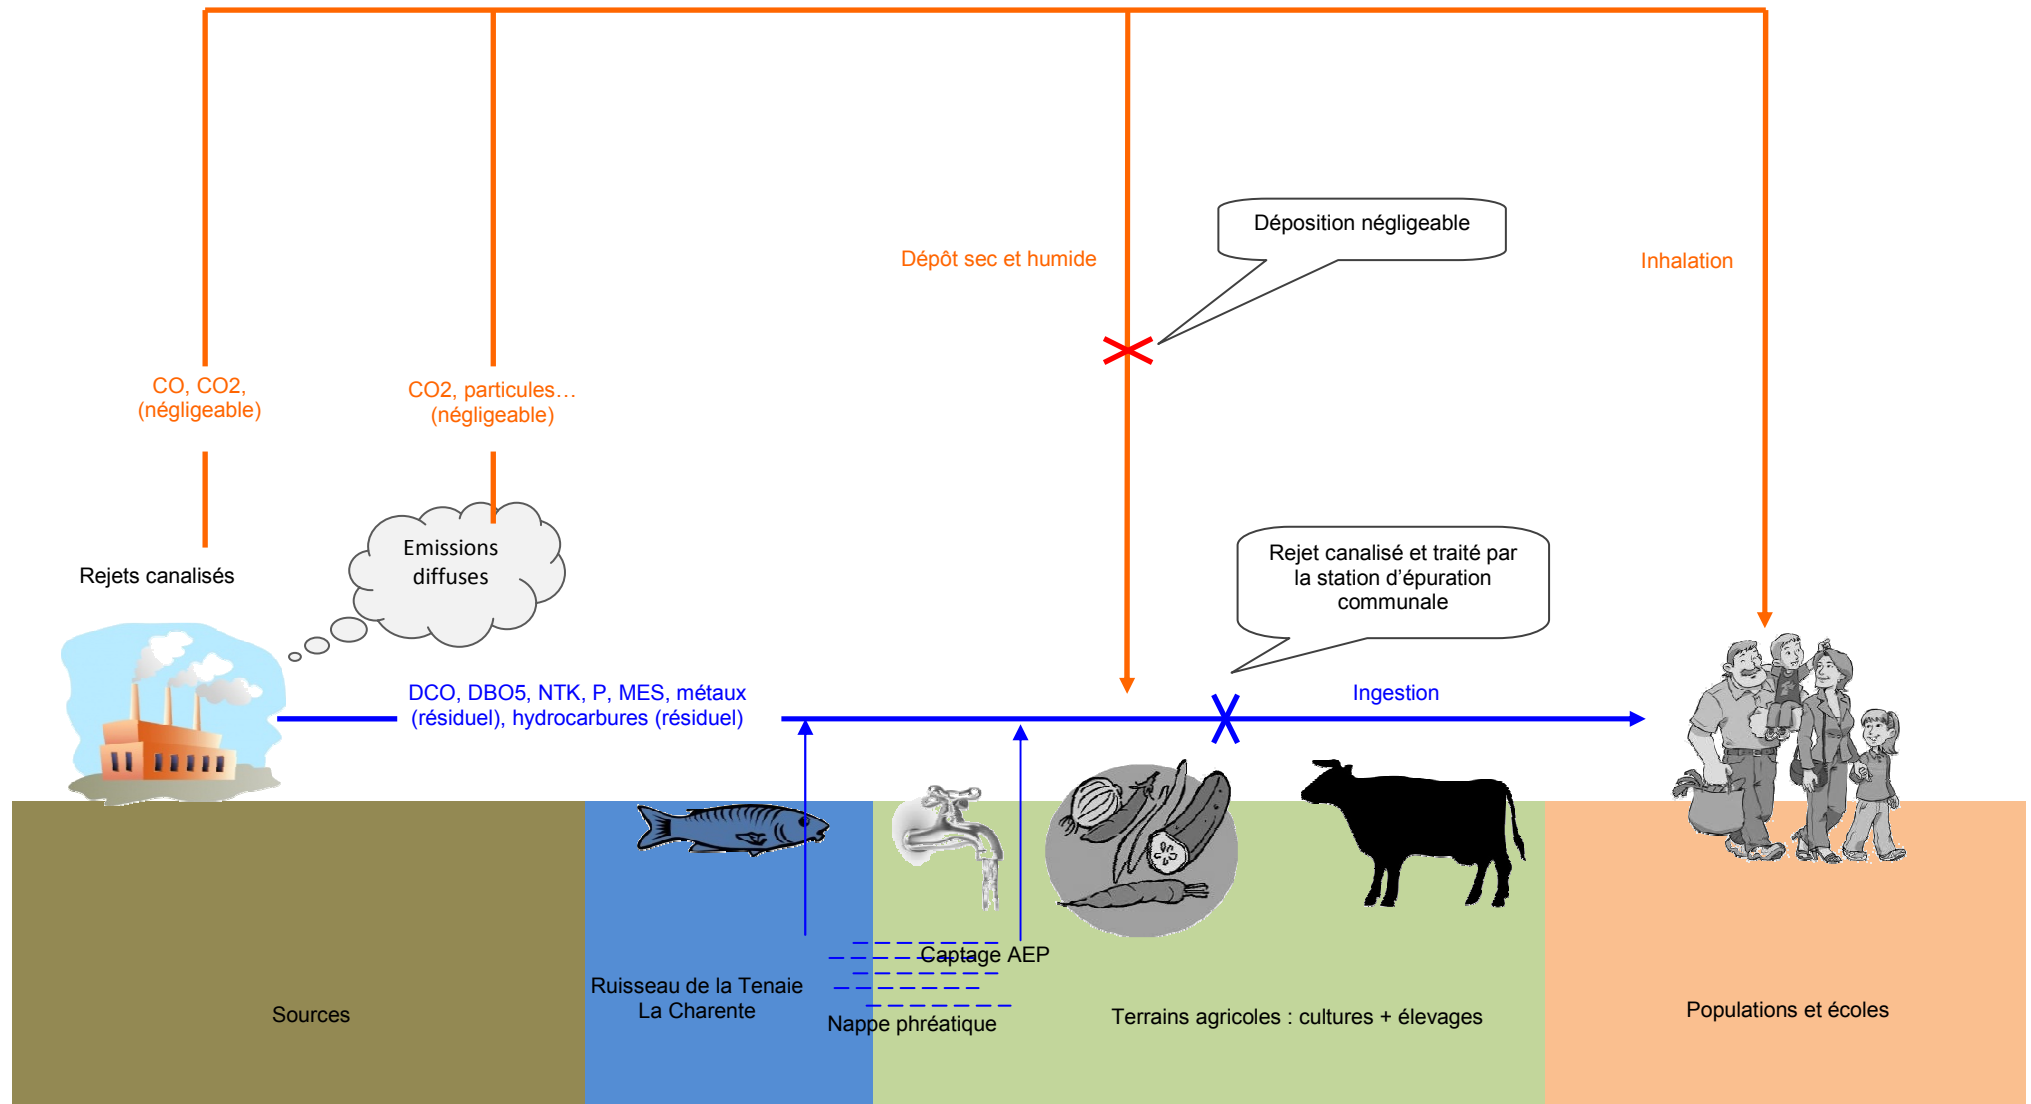 Déposition négligeable
Dépôt sec et humide
Inhalation
CO, CO2,
(négligeable)
CO2, particules…
(négligeable)
Emissions
diffuses
Rejets canalisés
Rejet canalisé et traité par
la station d’épuration
communale
DCO, DBO5, NTK, P, MES, métaux
(résiduel), hydrocarbures (résiduel)
Ingestion
Captage AEP
Ruisseau de la Tenaie
La Charente
Nappe phréatique
Sources
Terrains agricoles : cultures + élevages
Populations et écoles